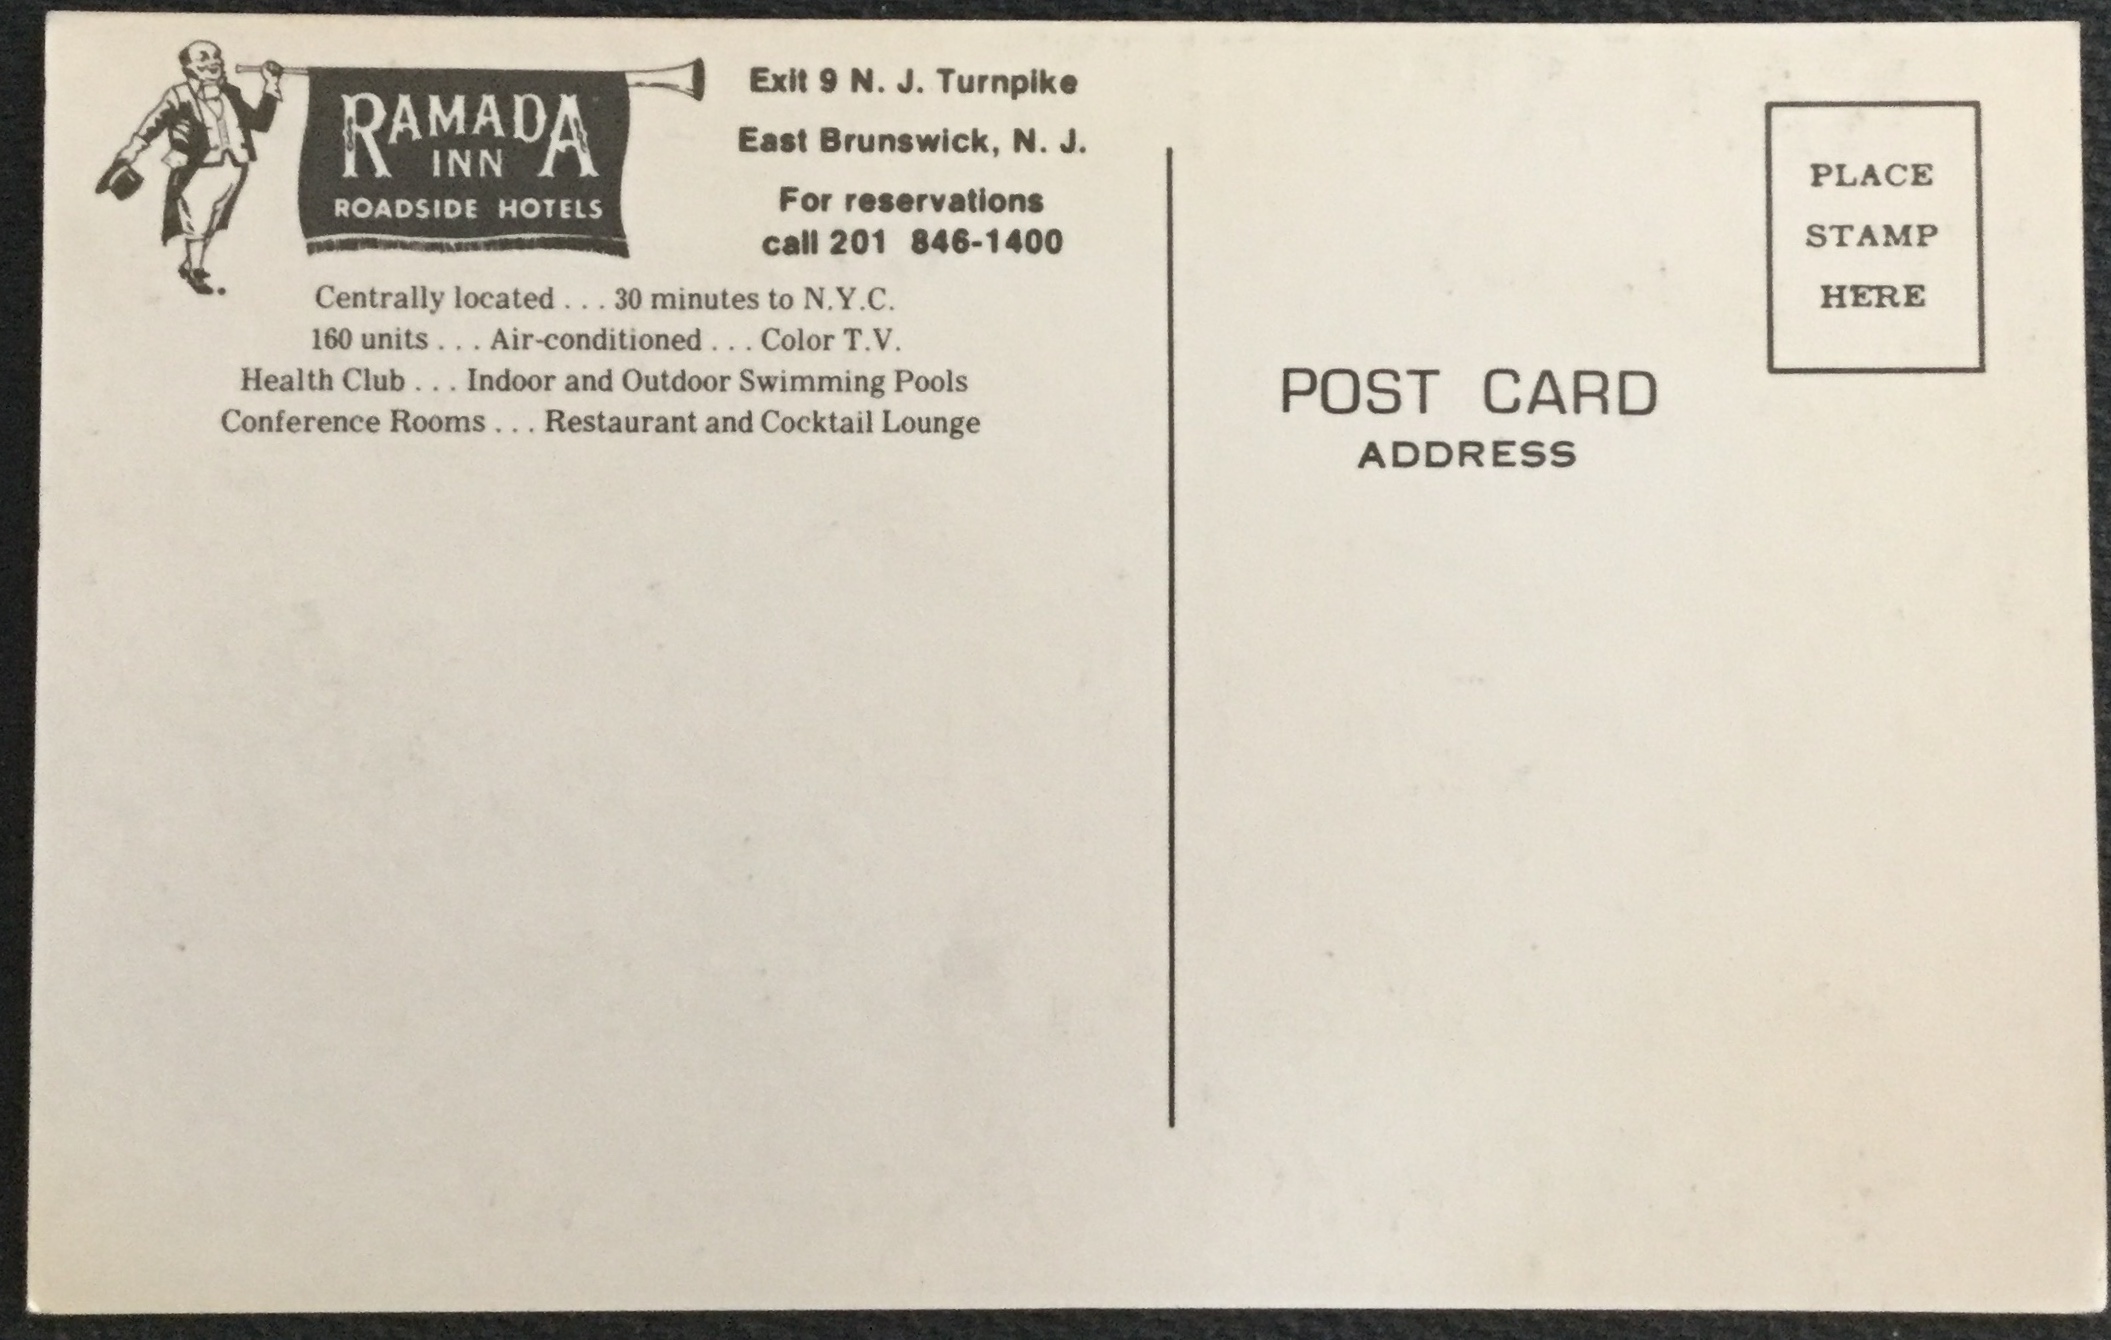 RAMADA
INN
ROADSIDE HOTELS
Exit 9 N. J. Turnpike
East Brunswick, N. J.
For reservations
call 201 846-1400
Centrally located . . . 30 minutes to N.Y.C.
160 units . . . Air-conditioned . . . Color T.V.
Health Club . . . Indoor and Outdoor Swimming Pools
Conference Rooms . . . Restaurant and Cocktail Lounge
PLACE
STAMP
HERE
POST CARD
ADDRESS